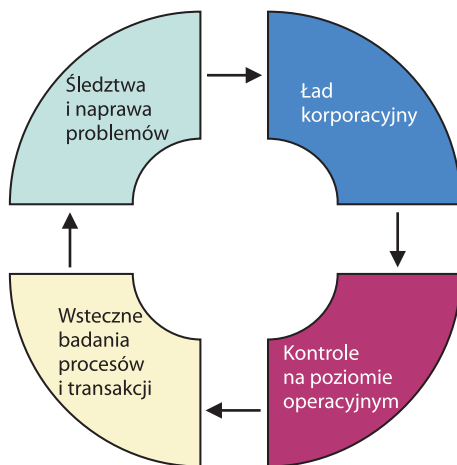 Śledztwa
i naprawa
problemów
Ład
korporacyjny
Wsteczne
badania
procesów
i transakcji
Kontrole
na poziomie
operacyjnym